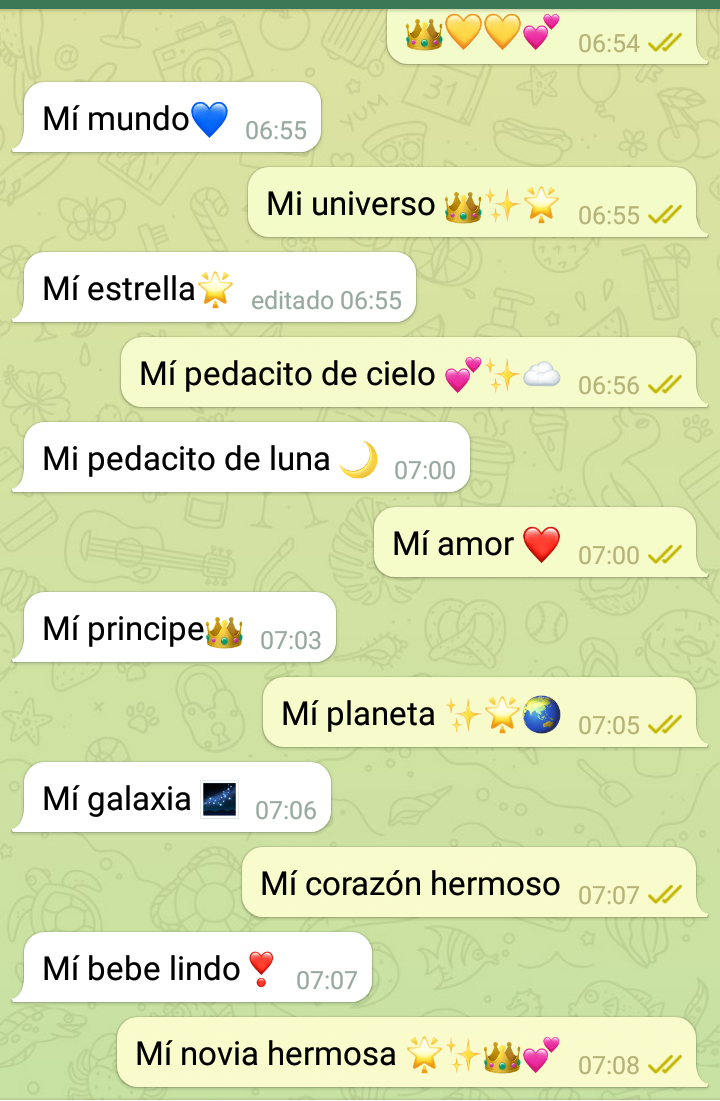 👑💛💛💕 06:54
Mí mundo💙 06:55
Mi universo 👑✨🌟 06:55
Mí estrella🌟 editado 06:55
Mí pedacito de cielo 💕✨☁️ 06:56
Mi pedacito de luna 🌙 07:00
Mí amor ❤️ 07:00
Mí principe👑 07:03
Mí planeta ✨🌟🌏 07:05
Mí galaxia 🌌 07:06
Mí corazón hermoso 07:07
Mí bebe lindo❣️ 07:07
Mí novia hermosa 🌟✨👑💕 07:08